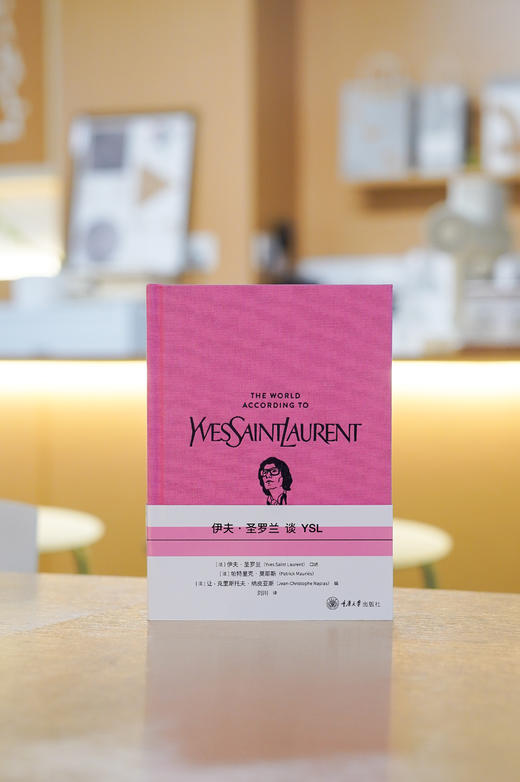 THE WORLD
ACCORDING TO
YVESSAINTLAURENT
伊夫·圣罗兰 谈 YSL
［法］伊夫·圣罗兰（Yves Saint Laurent） 口述
［法］帕特里克·莫耶斯（Patrick Mauriès）
［法］让·克里斯托夫·纳皮亚斯（Jean-Christophe Napias） 编
刘川 译
重庆大学出版社